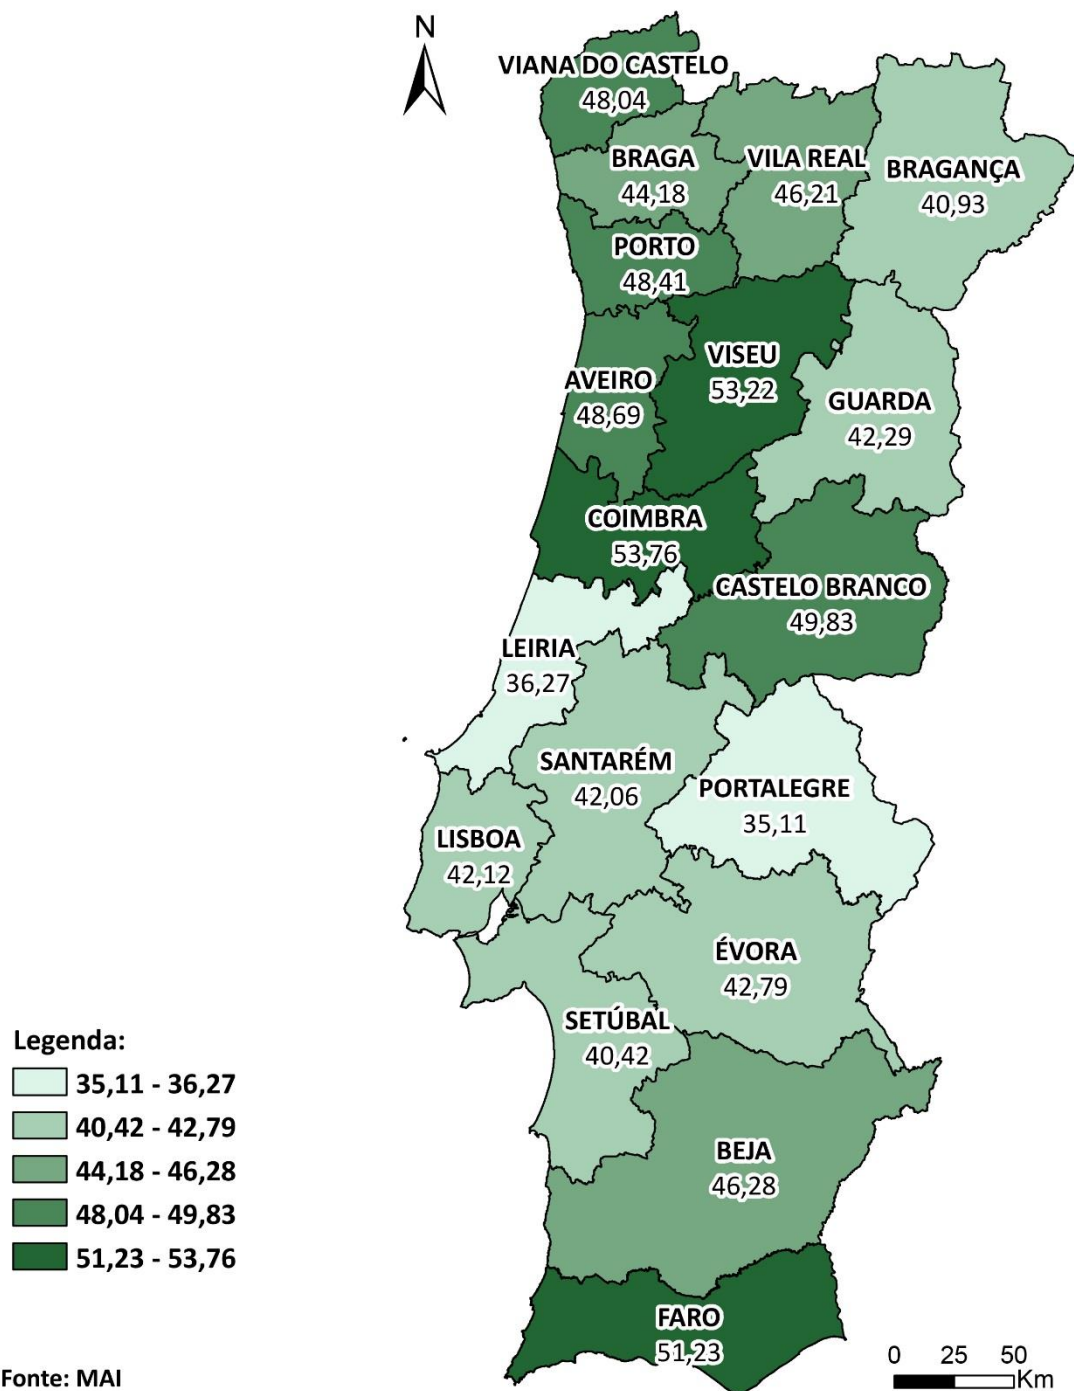 N
VIANA DO CASTELO
48,04
BRAGA
44,18
VILA REAL
46,21
BRAGANÇA
40,93
PORTO
48,41
VISEU
53,22
AVEIRO
48,69
GUARDA
42,29
COIMBRA
53,76
CASTELO BRANCO
49,83
LEIRIA
36,27
SANTARÉM
42,06
PORTALEGRE
35,11
LISBOA
42,12
ÉVORA
42,79
SETÚBAL
40,42
BEJA
46,28
FARO
51,23
Legenda:
35,11 - 36,27
40,42 - 42,79
44,18 - 46,28
48,04 - 49,83
51,23 - 53,76
Fonte: MAI
0 25 50
Km